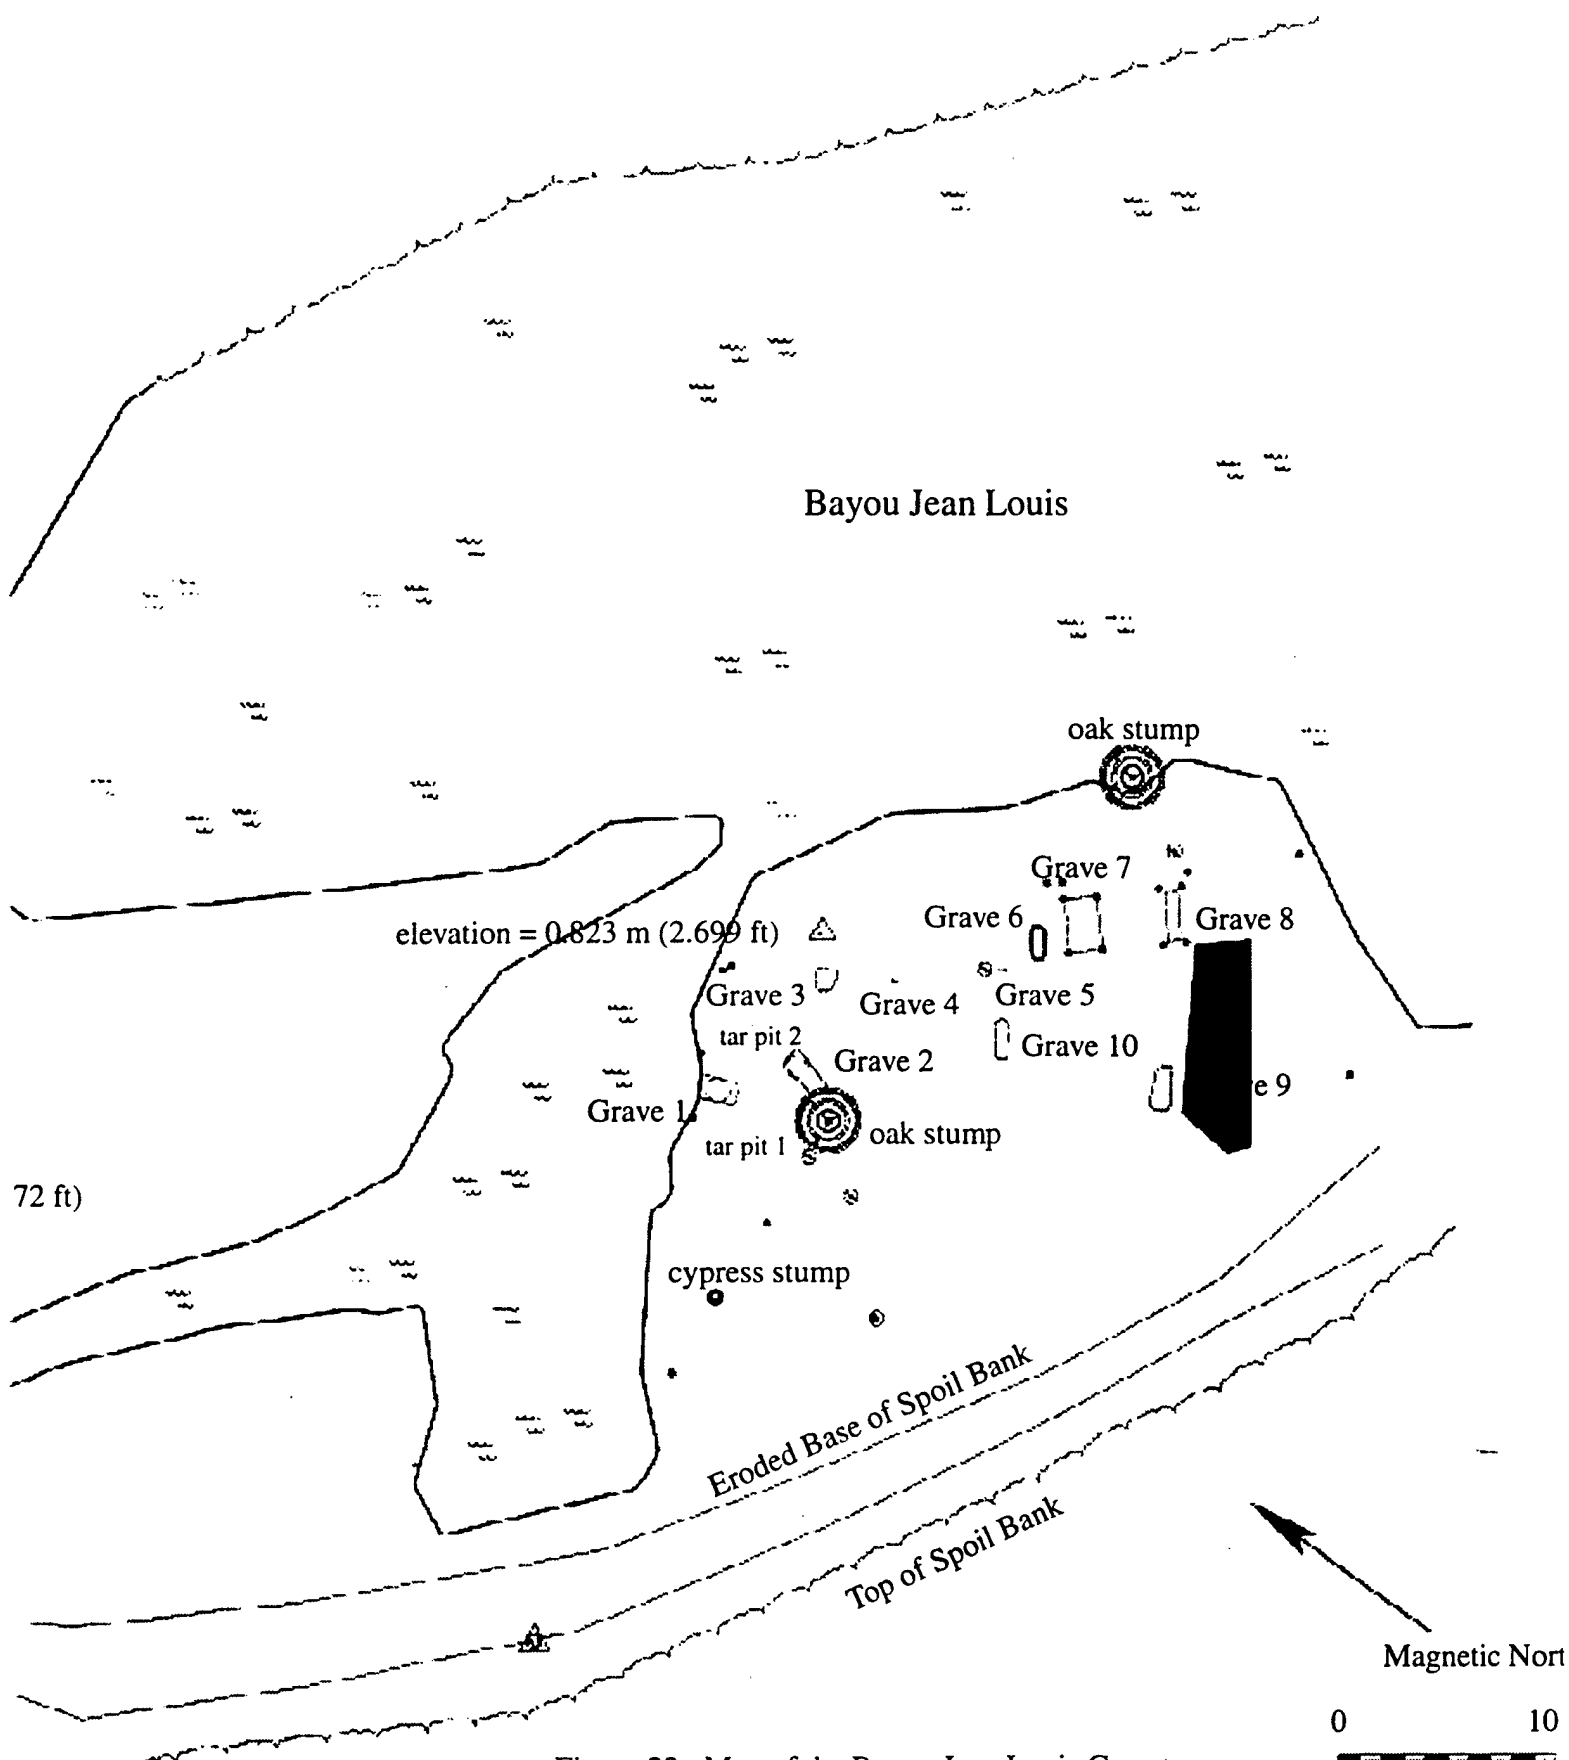 Bayou Jean Louis
oak stump
Grave 7
Grave 6
Grave 8
elevation = 0.823 m (2.699 ft)
Grave 3
Grave 4
Grave 5
tar pit 2
Grave 10
Grave 2
e 9
Grave 1
oak stump
tar pit 1
72 ft)
cypress stump
Eroded Base of Spoil Bank
Top of Spoil Bank
Magnetic Nort
0 10